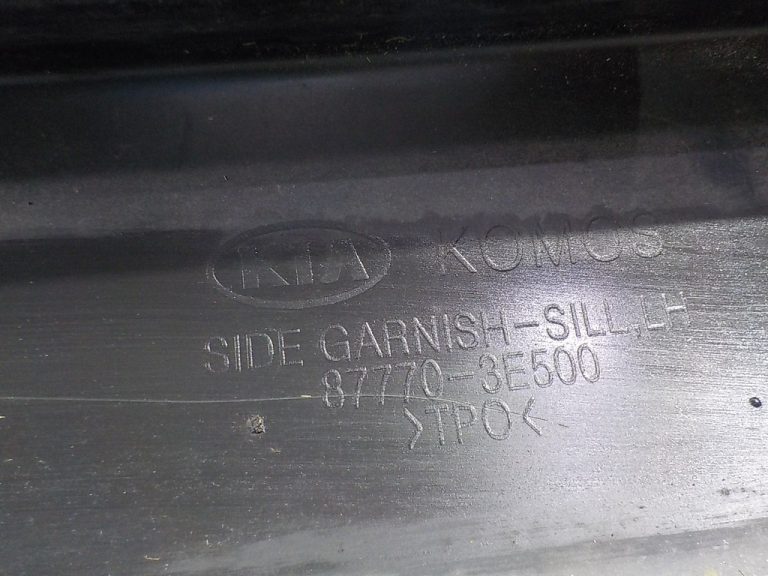 KIA KOMOS
SIDE GARNISH-SILL,LH
87770-3E500
>TPO<